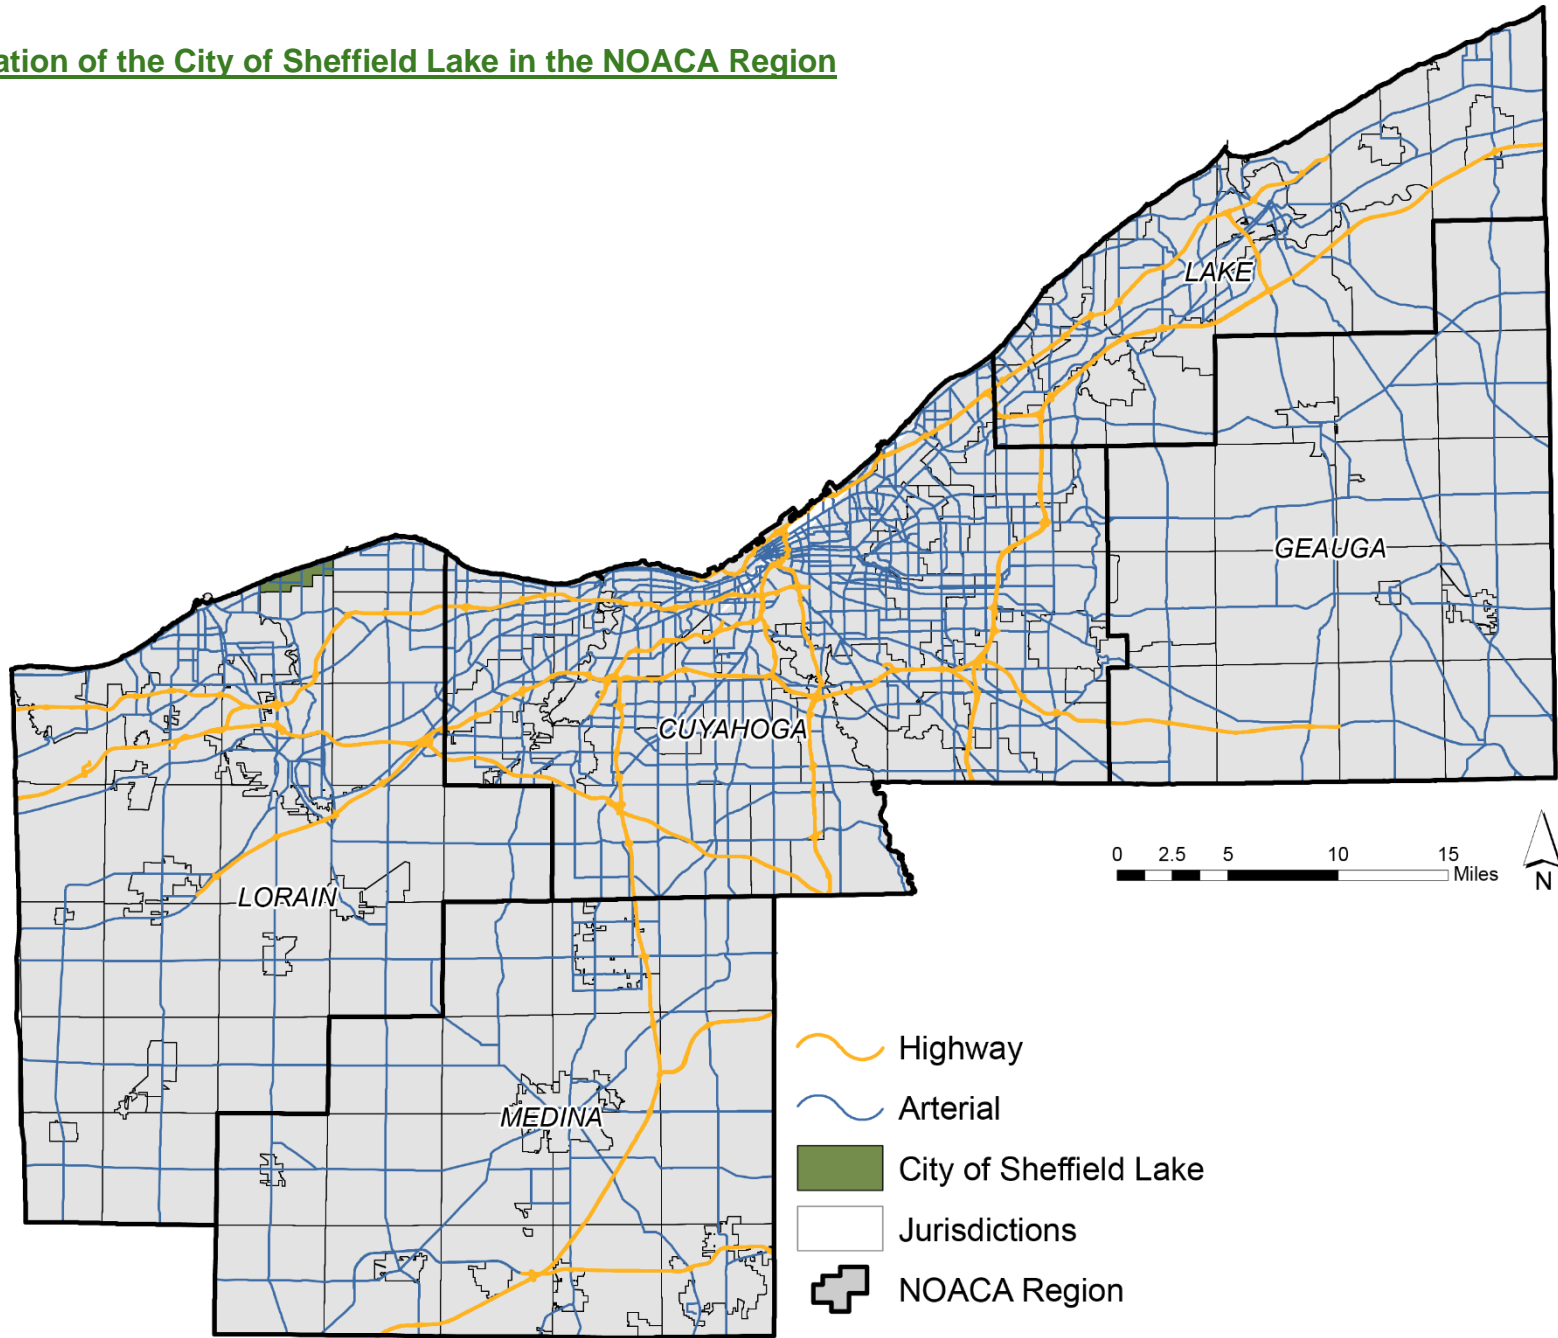 ation of the City of Sheffield Lake in the NOACA Region
LAKE
GEAUGA
CUYAHOGA
LORAIN
MEDINA
0 2.5 5 10 15
Miles
N
Highway
Arterial
City of Sheffield Lake
Jurisdictions
NOACA Region